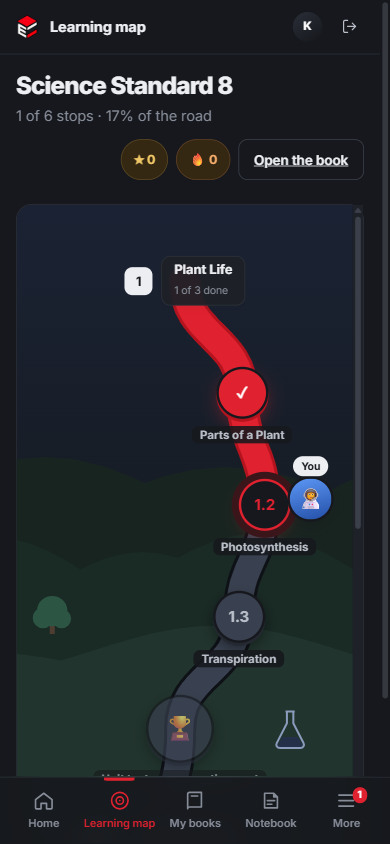 Learning map
K
Science Standard 8
1 of 6 stops · 17% of the road
★ 0
🔥 0
Open the book
1
Plant Life
1 of 3 done
✓
Parts of a Plant
You
1.2
Photosynthesis
1.3
Transpiration
Home
Learning map
My books
Notebook
1
More